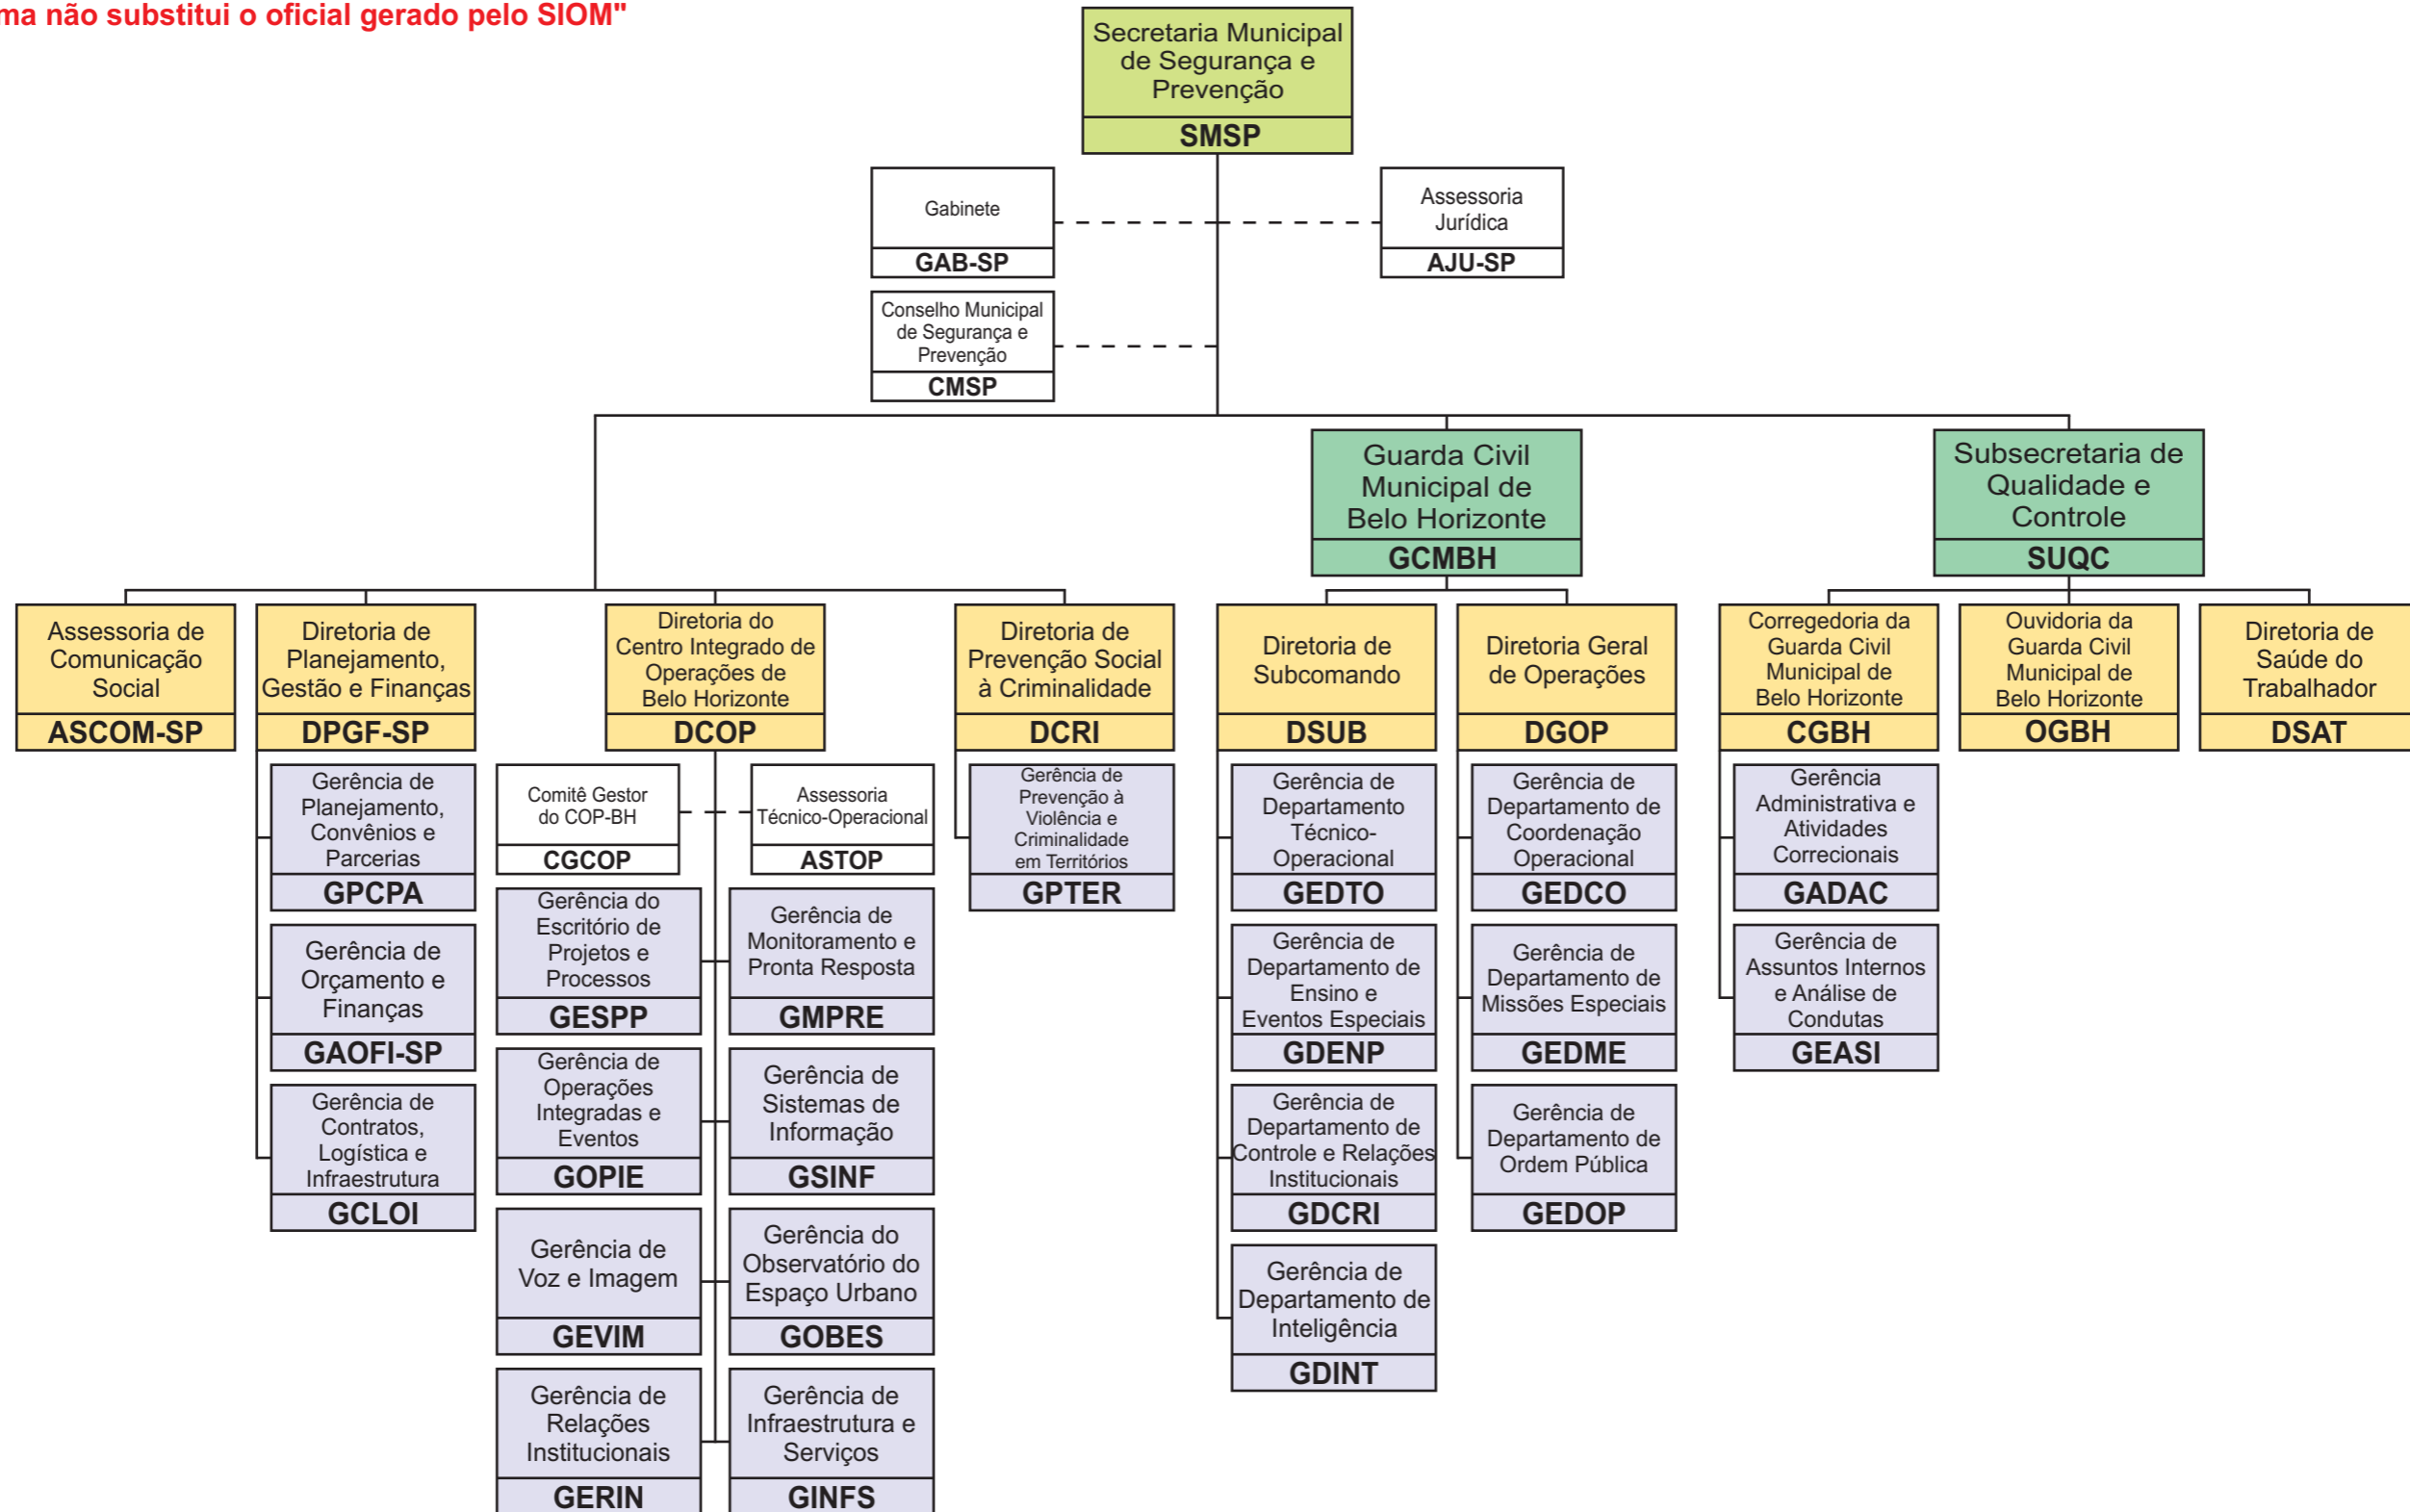 ma não substitui o oficial gerado pelo SIOM"
Secretaria Municipal
de Segurança e
Prevenção
SMSP
Gabinete
GAB-SP
Assessoria
Jurídica
AJU-SP
Conselho Municipal
de Segurança e
Prevenção
CMSP
Guarda Civil
Municipal de
Belo Horizonte
GCMBH
Subsecretaria de
Qualidade e
Controle
SUQC
Assessoria de
Comunicação
Social
ASCOM-SP
Diretoria de
Planejamento,
Gestão e Finanças
DPGF-SP
Diretoria do
Centro Integrado de
Operações de
Belo Horizonte
DCOP
Diretoria de
Prevenção Social
à Criminalidade
DCRI
Diretoria de
Subcomando
DSUB
Diretoria Geral
de Operações
DGOP
Corregedoria da
Guarda Civil
Municipal de
Belo Horizonte
CGBH
Ouvidoria da
Guarda Civil
Municipal de
Belo Horizonte
OGBH
Diretoria de
Saúde do
Trabalhador
DSAT
Gerência de
Planejamento,
Convênios e
Parcerias
GPCPA
Gerência de
Orçamento e
Finanças
GAOFI-SP
Gerência de
Contratos,
Logística e
Infraestrutura
GCLOI
Comitê Gestor
do COP-BH
CGCOP
Assessoria
Técnico-Operacional
ASTOP
Gerência do
Escritório de
Projetos e
Processos
GESPP
Gerência de
Monitoramento e
Pronta Resposta
GMPRE
Gerência de
Operações
Integradas e
Eventos
GOPIE
Gerência de
Sistemas de
Informação
GSINF
Gerência de
Voz e Imagem
GEVIM
Gerência do
Observatório do
Espaço Urbano
GOBES
Gerência de
Relações
Institucionais
GERIN
Gerência de
Infraestrutura e
Serviços
GINFS
Gerência de
Prevenção à
Violência e
Criminalidade
em Territórios
GPTER
Gerência de
Departamento
Técnico-
Operacional
GEDTO
Gerência de
Departamento de
Ensino e
Eventos Especiais
GDENP
Gerência de
Departamento de
Controle e Relações
Institucionais
GDCRI
Gerência de
Departamento de
Inteligência
GDINT
Gerência de
Departamento de
Coordenação
Operacional
GEDCO
Gerência de
Departamento de
Missões Especiais
GEDME
Gerência de
Departamento de
Ordem Pública
GEDOP
Gerência
Administrativa e
Atividades
Correcionais
GADAC
Gerência de
Assuntos Internos
e Análise de
Condutas
GEASI